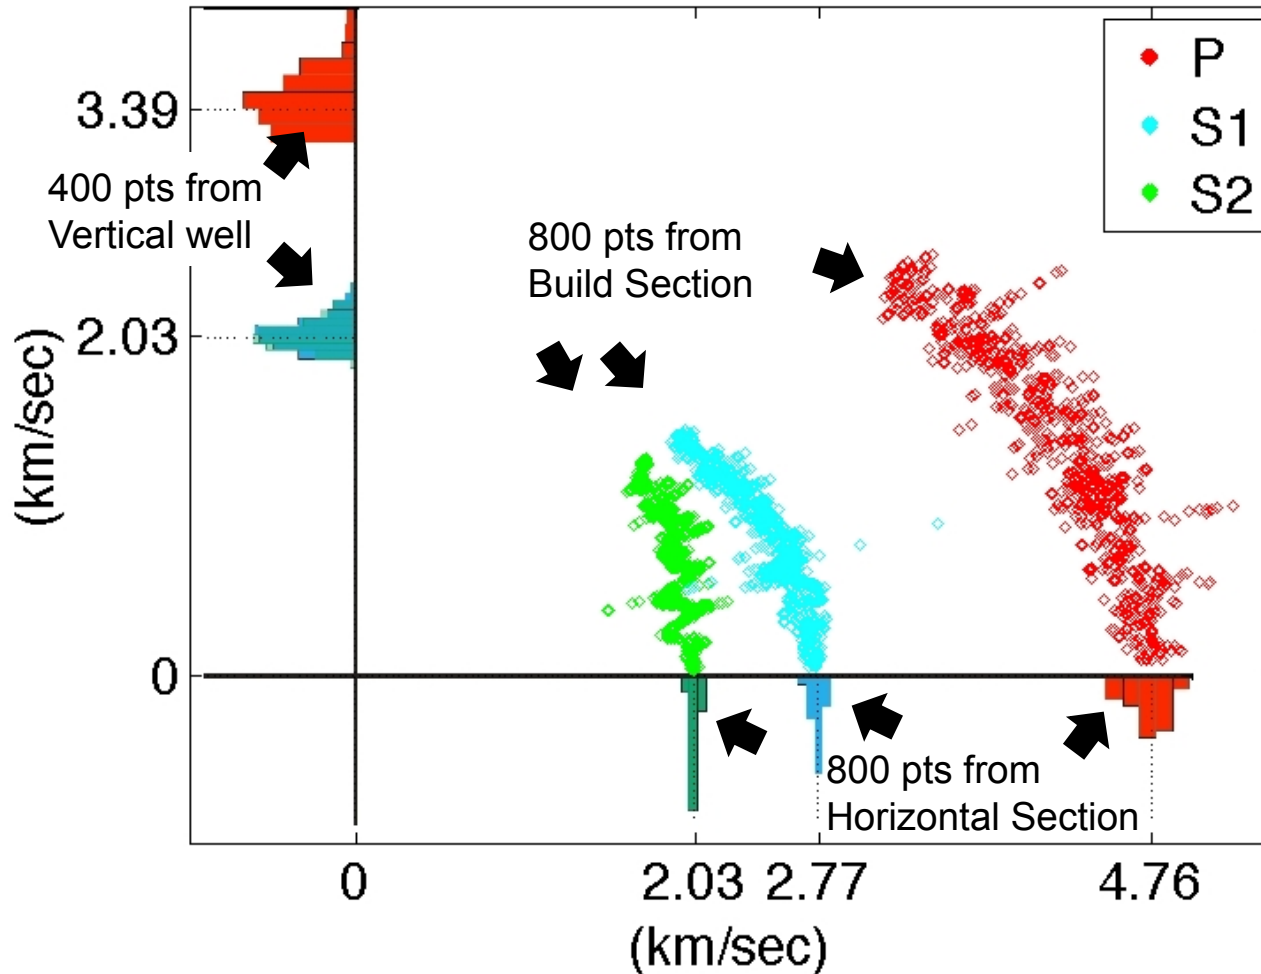 P
S1
S2
3.39
400 pts from
Vertical well
800 pts from
Build Section
2.03
(km/sec)
0
800 pts from
Horizontal Section
0
2.03
2.77
4.76
(km/sec)